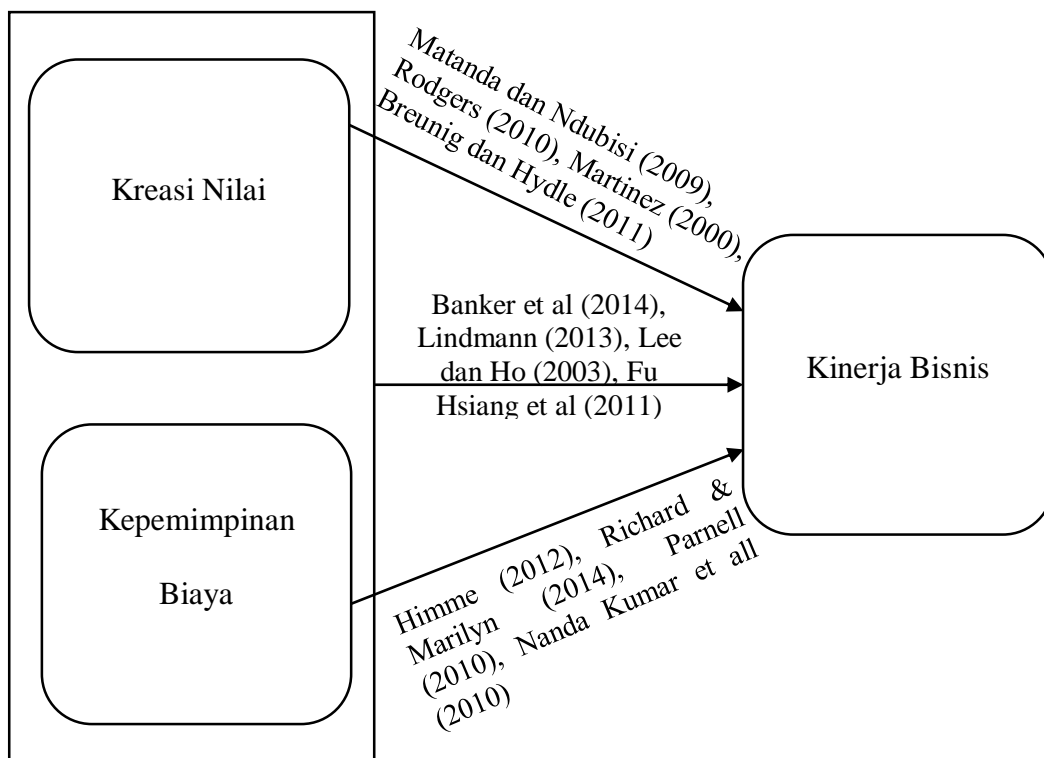 Kreasi Nilai
Matanda dan Ndubisi (2009),
Rodgers (2010), Martinez (2000),
Breunig dan Hydle (2011)
Banker et al (2014),
Lindmann (2013), Lee
dan Ho (2003), Fu
Hsiang et al (2011)
Kinerja Bisnis
Kepemimpinan
Biaya
Himme (2012), Richard &
Marilyn (2014), Parnell
(2010), Nanda Kumar et all
(2010)